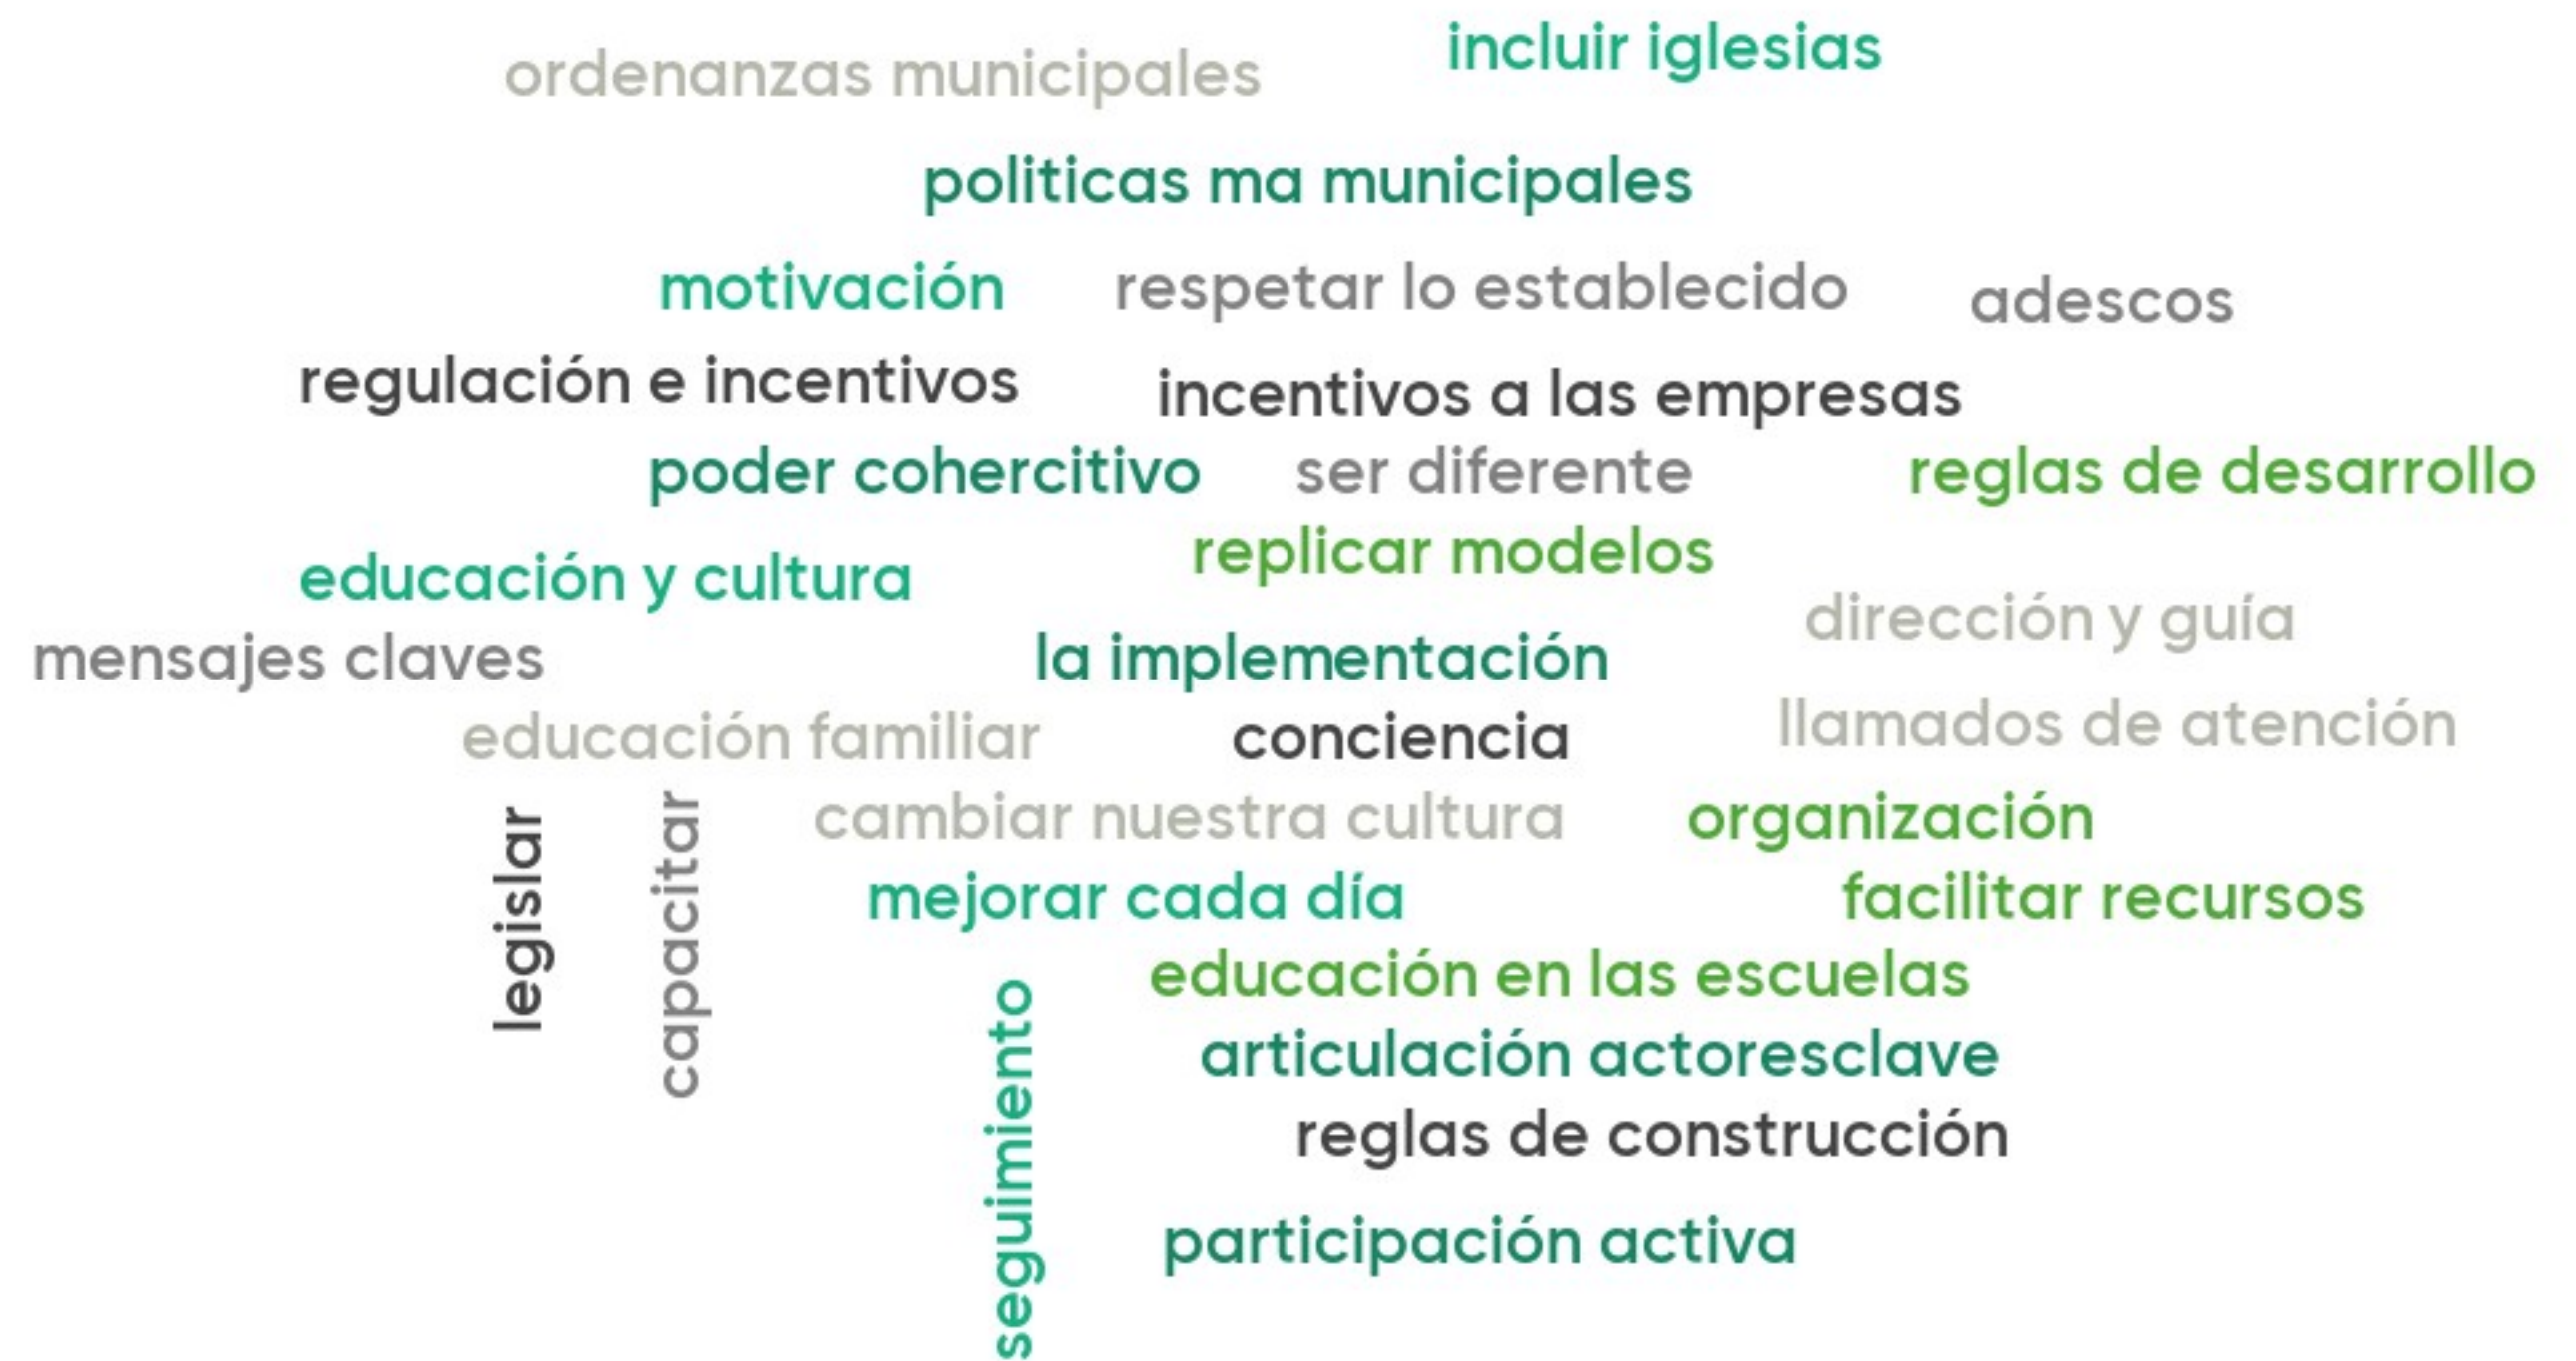 incluir iglesias
ordenanzas municipales
politicas ma municipales
motivación
respetar lo establecido
adescos
regulación e incentivos
incentivos a las empresas
poder cohercitivo
ser diferente
reglas de desarrollo
replicar modelos
educación y cultura
dirección y guía
mensajes claves
la implementación
educación familiar
conciencia
llamados de atención
legislar
capacitar
cambiar nuestra cultura
organización
mejorar cada día
facilitar recursos
seguimiento
educación en las escuelas
articulación actoresclave
reglas de construcción
participación activa